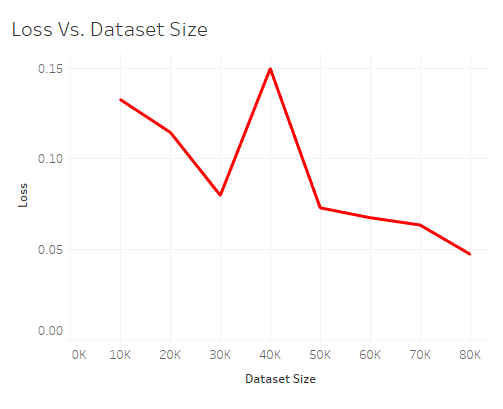 Loss Vs. Dataset Size
0.15
0.10
0.05
0.00
Loss
0K 10K 20K 30K 40K 50K 60K 70K 80K
Dataset Size